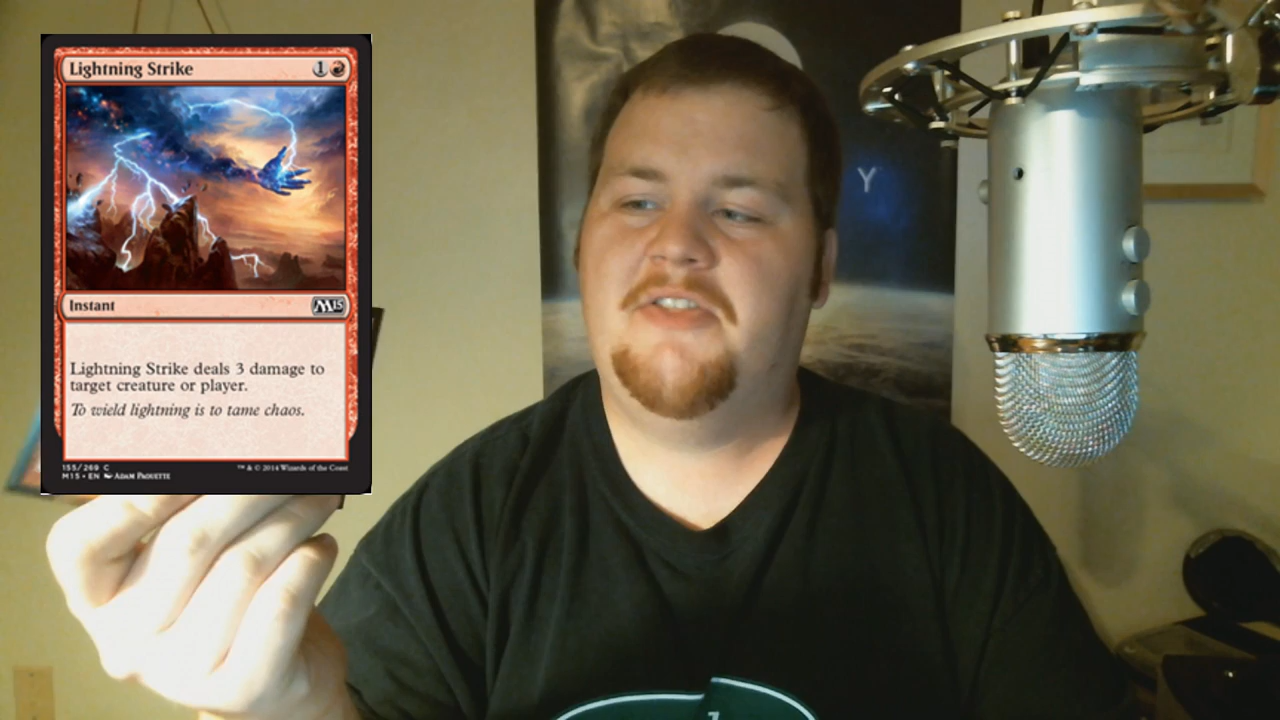 Lightning Strike 1
Instant
M15
Lightning Strike deals 3 damage to
target creature or player.
To wield lightning is to tame chaos.
155/269 C
M15 • EN ADAM PAQUETTE
™ & © 2014 Wizards of the Coast
Y